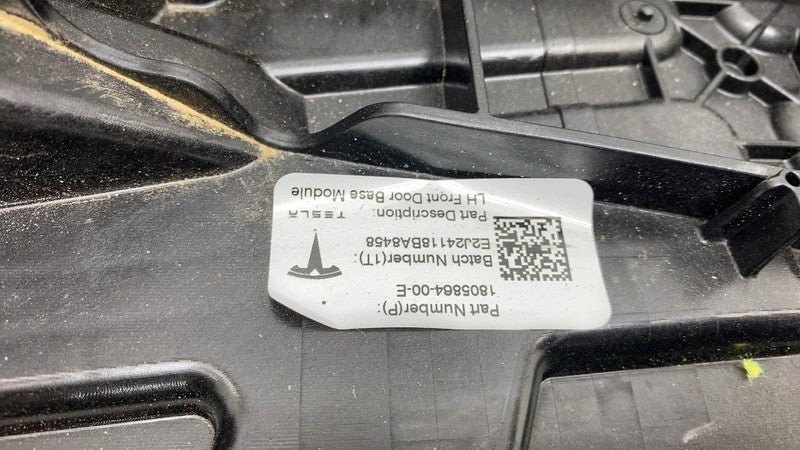 Part Number(P):
1805864-00-E
Batch Number(1T):
E2J24118BA8458
Part Description:
LH Front Door Base Module
TESLA